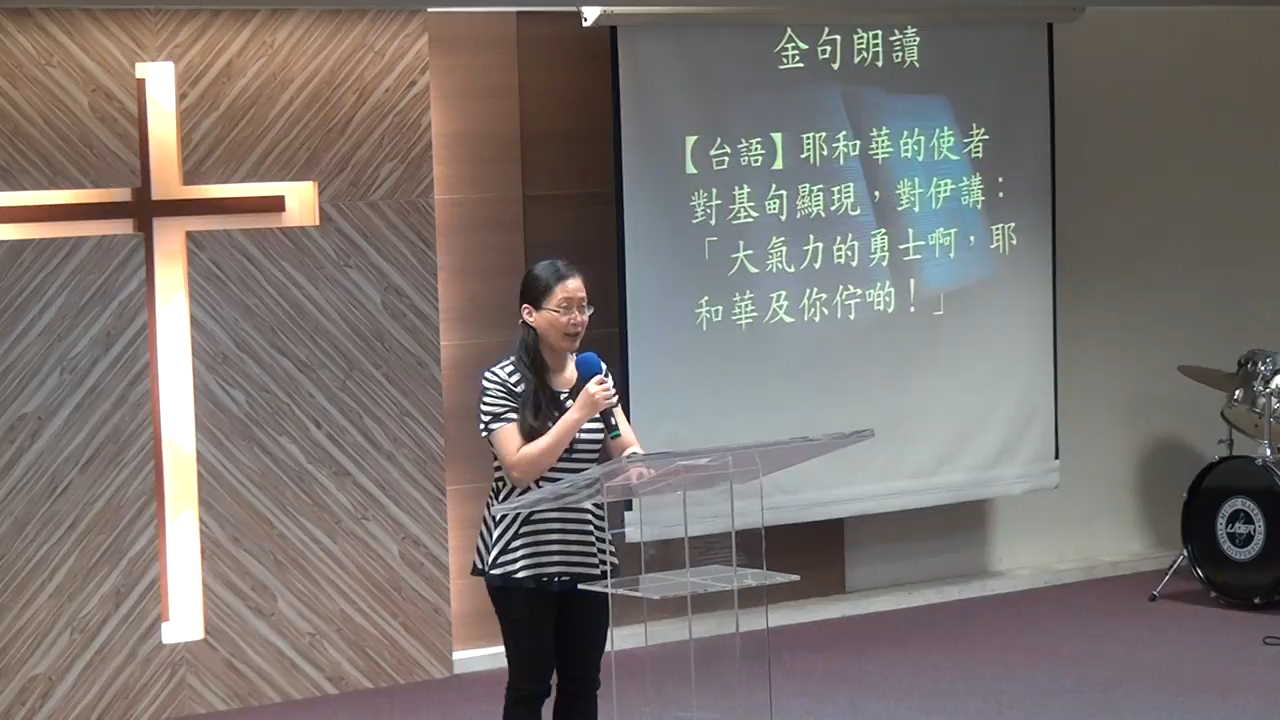 金句朗讀
【台語】耶和華的使者
對基甸顯現，對伊講：
「大氣力的勇士啊，耶
和華及你佇啲！」